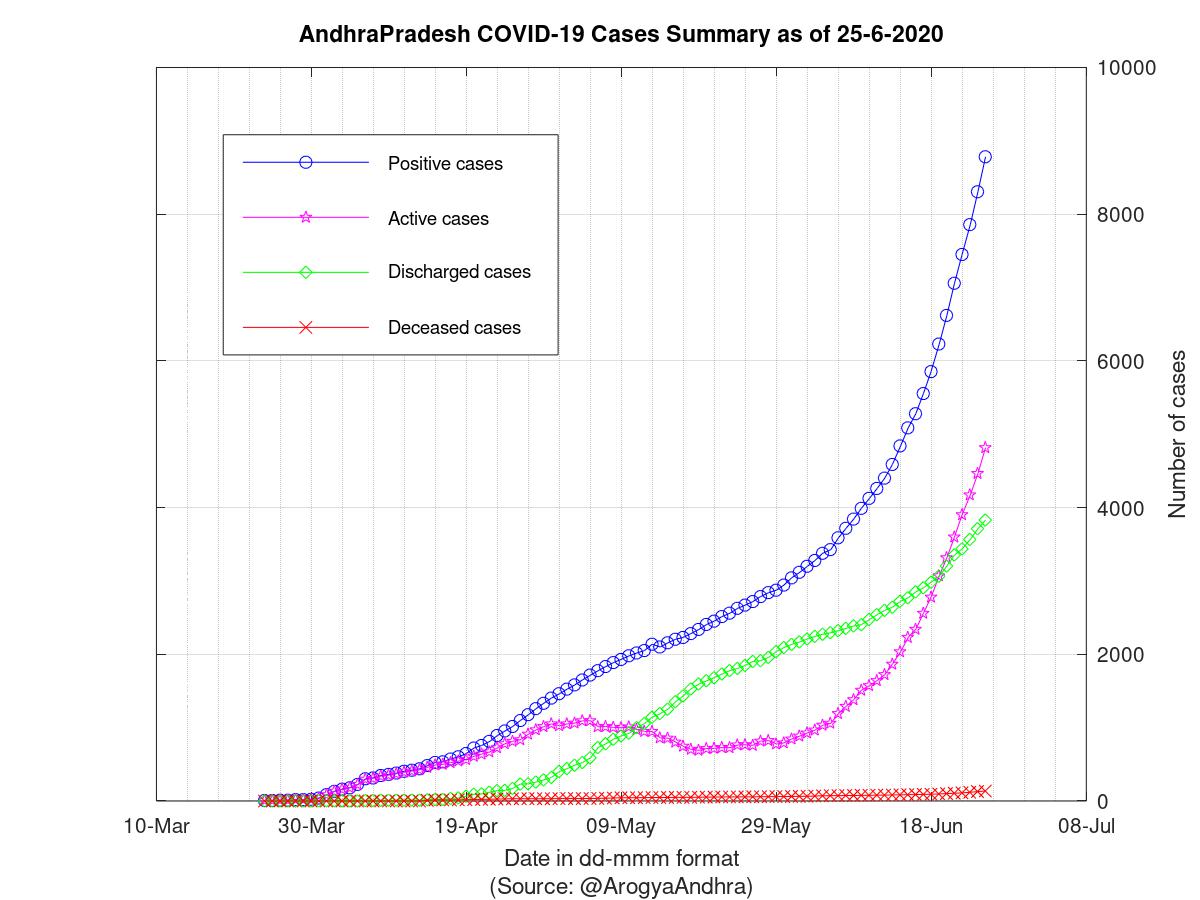 AndhraPradesh COVID-19 Cases Summary as of 25-6-2020
10000
8000
6000
4000
2000
0
Number of cases
Positive cases
Active cases
Discharged cases
Deceased cases
10-Mar 30-Mar 19-Apr 09-May 29-May 18-Jun 08-Jul
Date in dd-mmm format
(Source: @ArogyaAndhra)